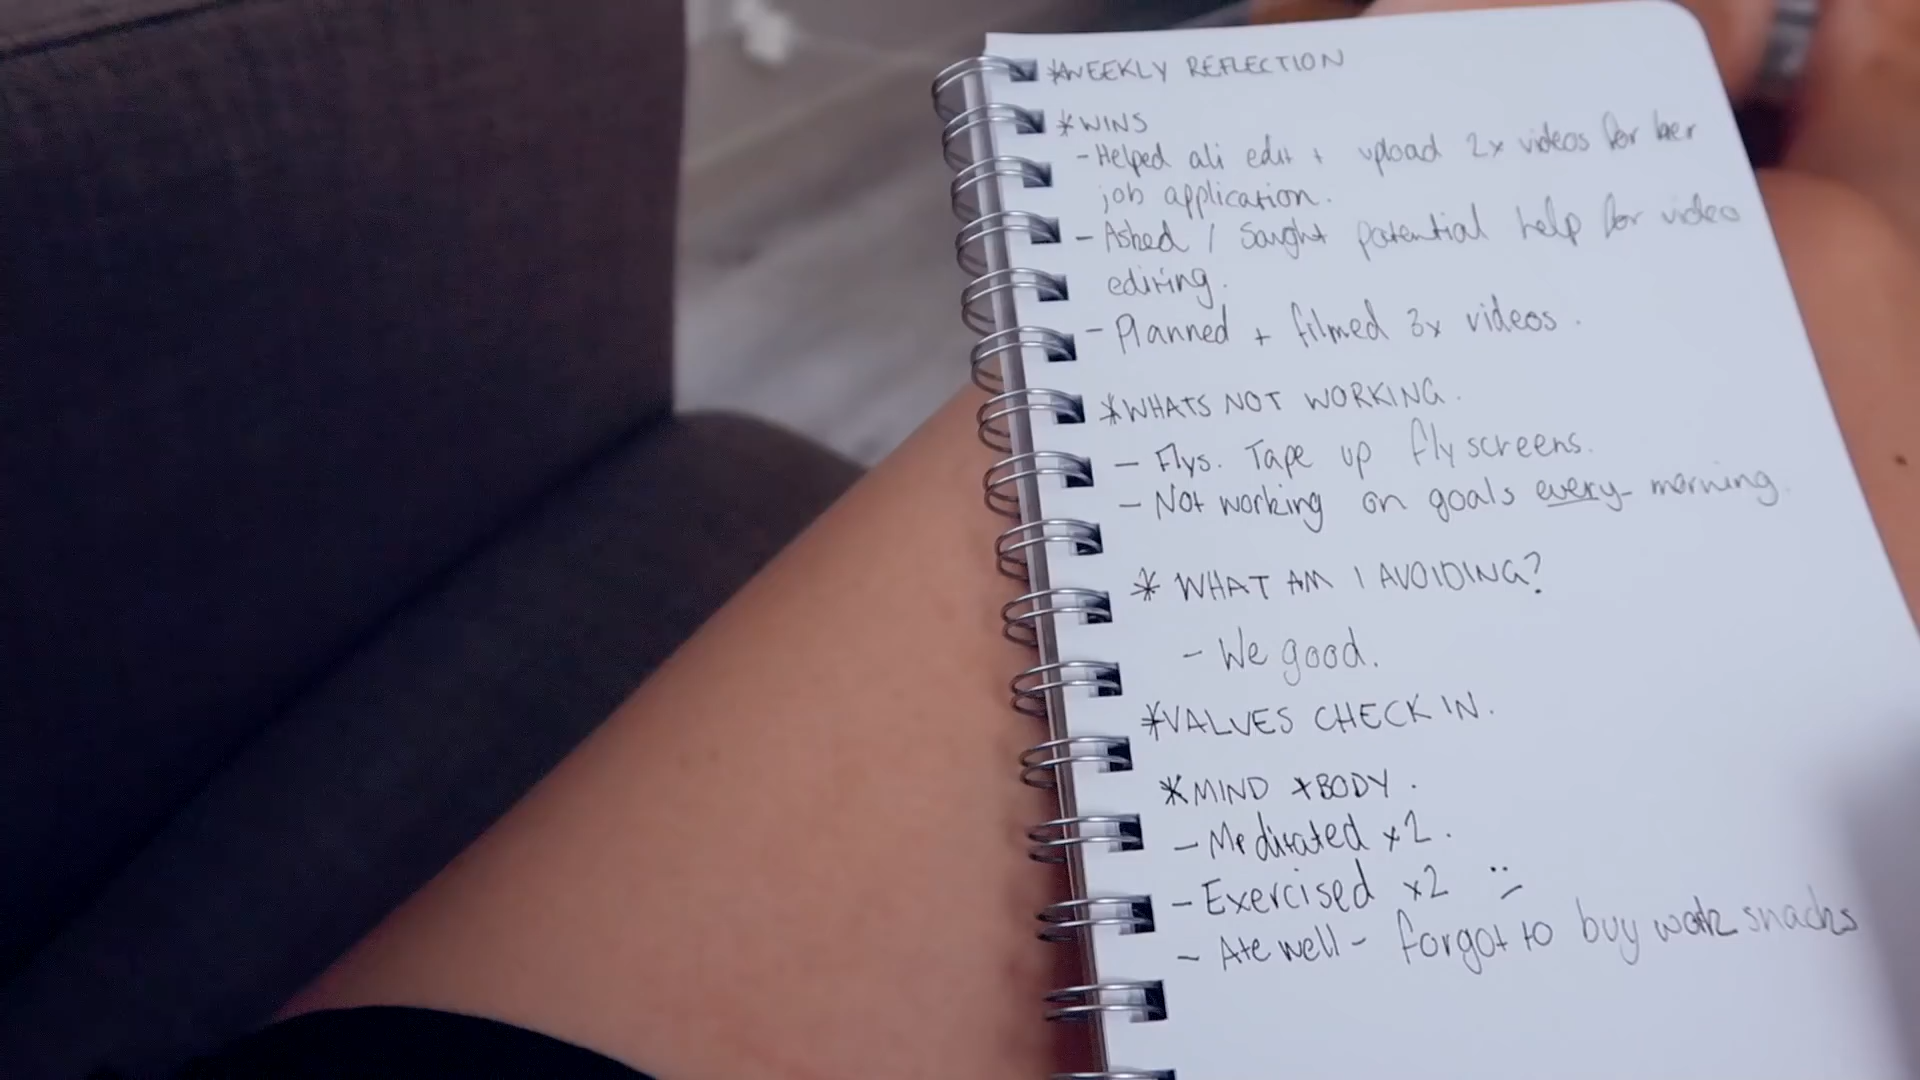 *WEEKLY REFLECTION
*WINS
- Helped ali edit + upload 2x videos for her
job application.
- Asked / Sought potential help for video
editing.
- Planned + filmed 3x videos.
*WHATS NOT WORKING.
- Flys. Tape up fly screens.
- Not working on goals every morning.
* WHAT AM I AVOIDING?
- We good.
*VALUES CHECK IN.
*MIND + BODY.
- Meditated x2.
- Exercised x2 :(
- Ate well - forgot to buy work snacks